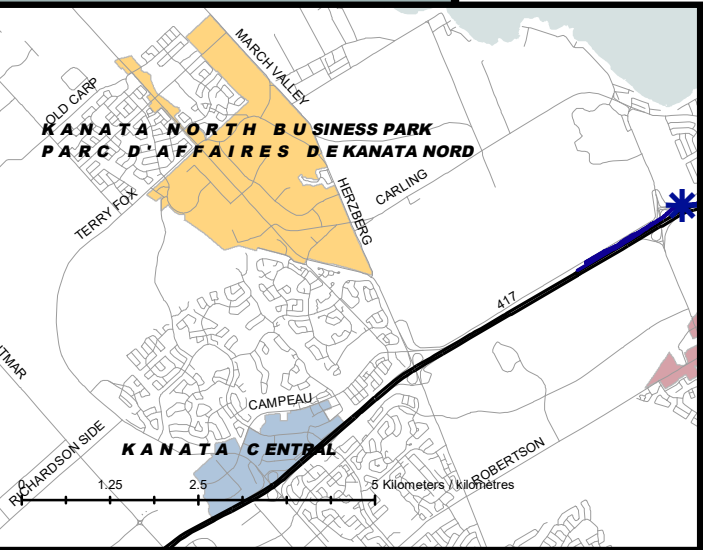 MARCH VALLEY
OLD CARP
KANATA NORTH BUSINESS PARK
PARC D'AFFAIRES DE KANATA NORD
HERZBERG
CARLING
TERRY FOX
417
CAMPEAU
RICHARDSON SIDE
KANATA CENTRAL
ROBERTSON
0 1.25 2.5 5 Kilometers / kilomètres